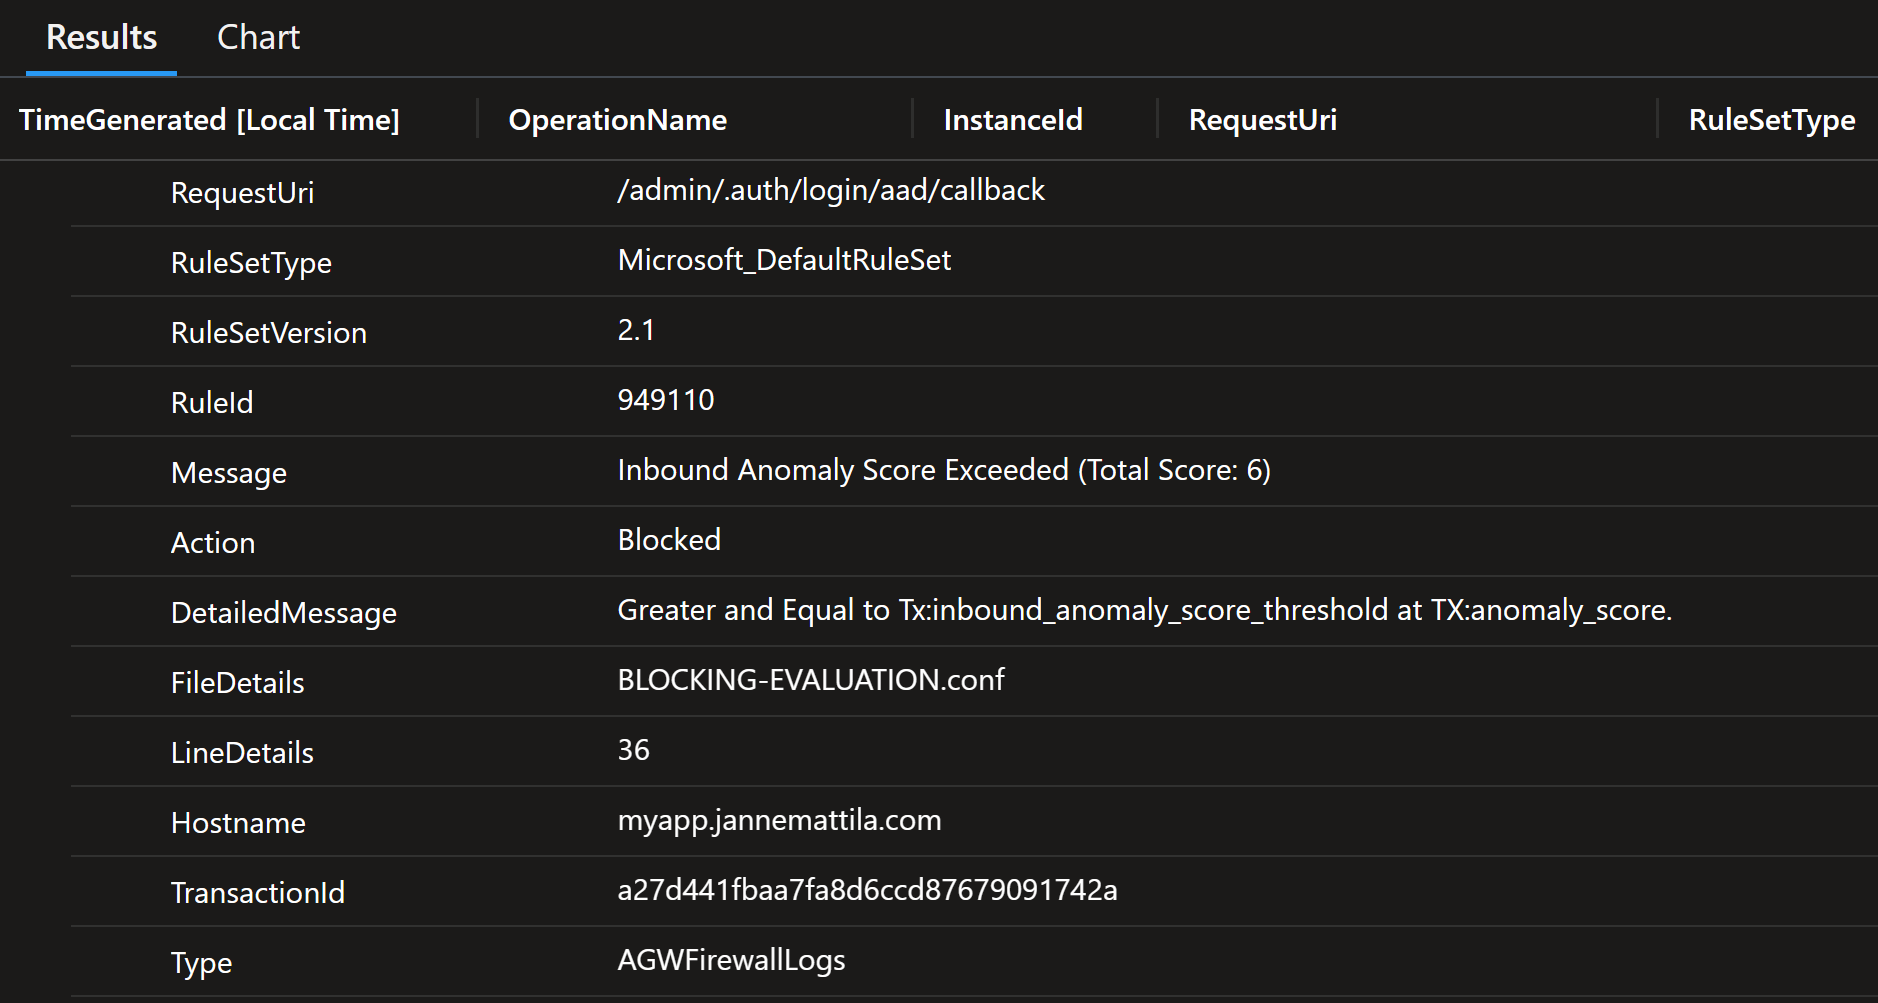 Results Chart
TimeGenerated [Local Time] OperationName InstanceId RequestUri RuleSetType
RequestUri /admin/.auth/login/aad/callback
RuleSetType Microsoft_DefaultRuleSet
RuleSetVersion 2.1
RuleId 949110
Message Inbound Anomaly Score Exceeded (Total Score: 6)
Action Blocked
DetailedMessage Greater and Equal to Tx:inbound_anomaly_score_threshold at TX:anomaly_score.
FileDetails BLOCKING-EVALUATION.conf
LineDetails 36
Hostname myapp.jannemattila.com
TransactionId a27d441fbaa7fa8d6ccd87679091742a
Type AGWFirewallLogs